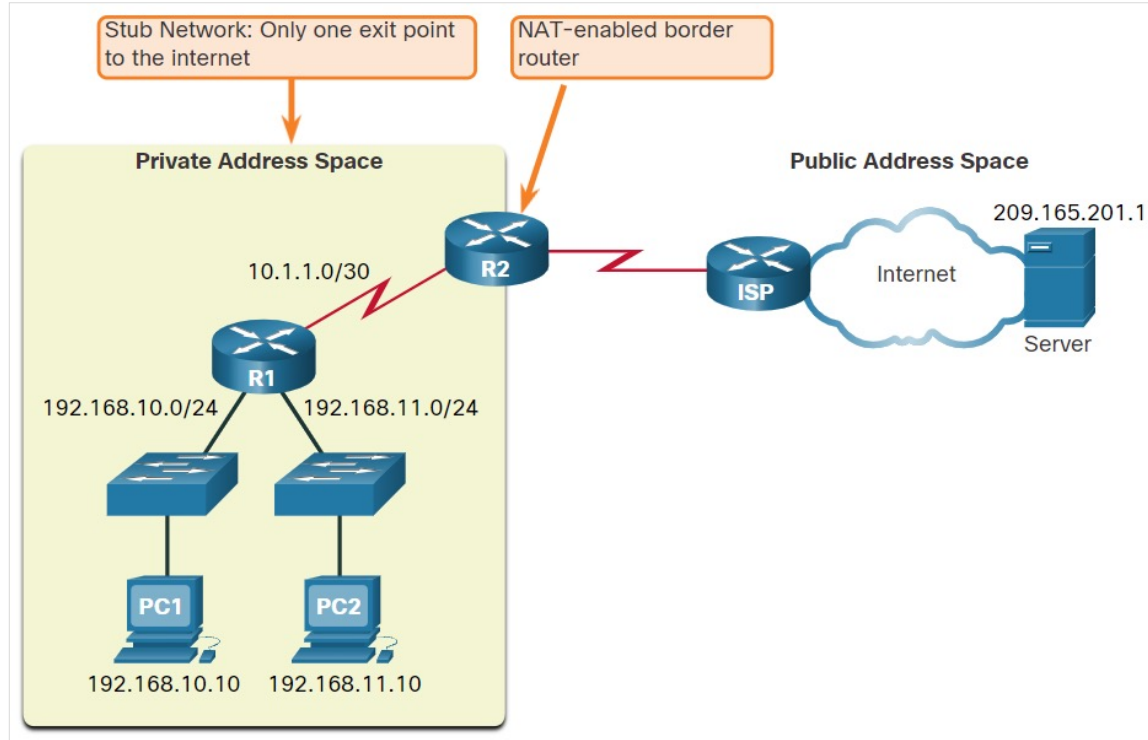 Stub Network: Only one exit point
to the internet
NAT-enabled border
router
Private Address Space
Public Address Space
209.165.201.1
R2
10.1.1.0/30
ISP
Internet
Server
R1
192.168.10.0/24
192.168.11.0/24
PC1
PC2
192.168.10.10
192.168.11.10